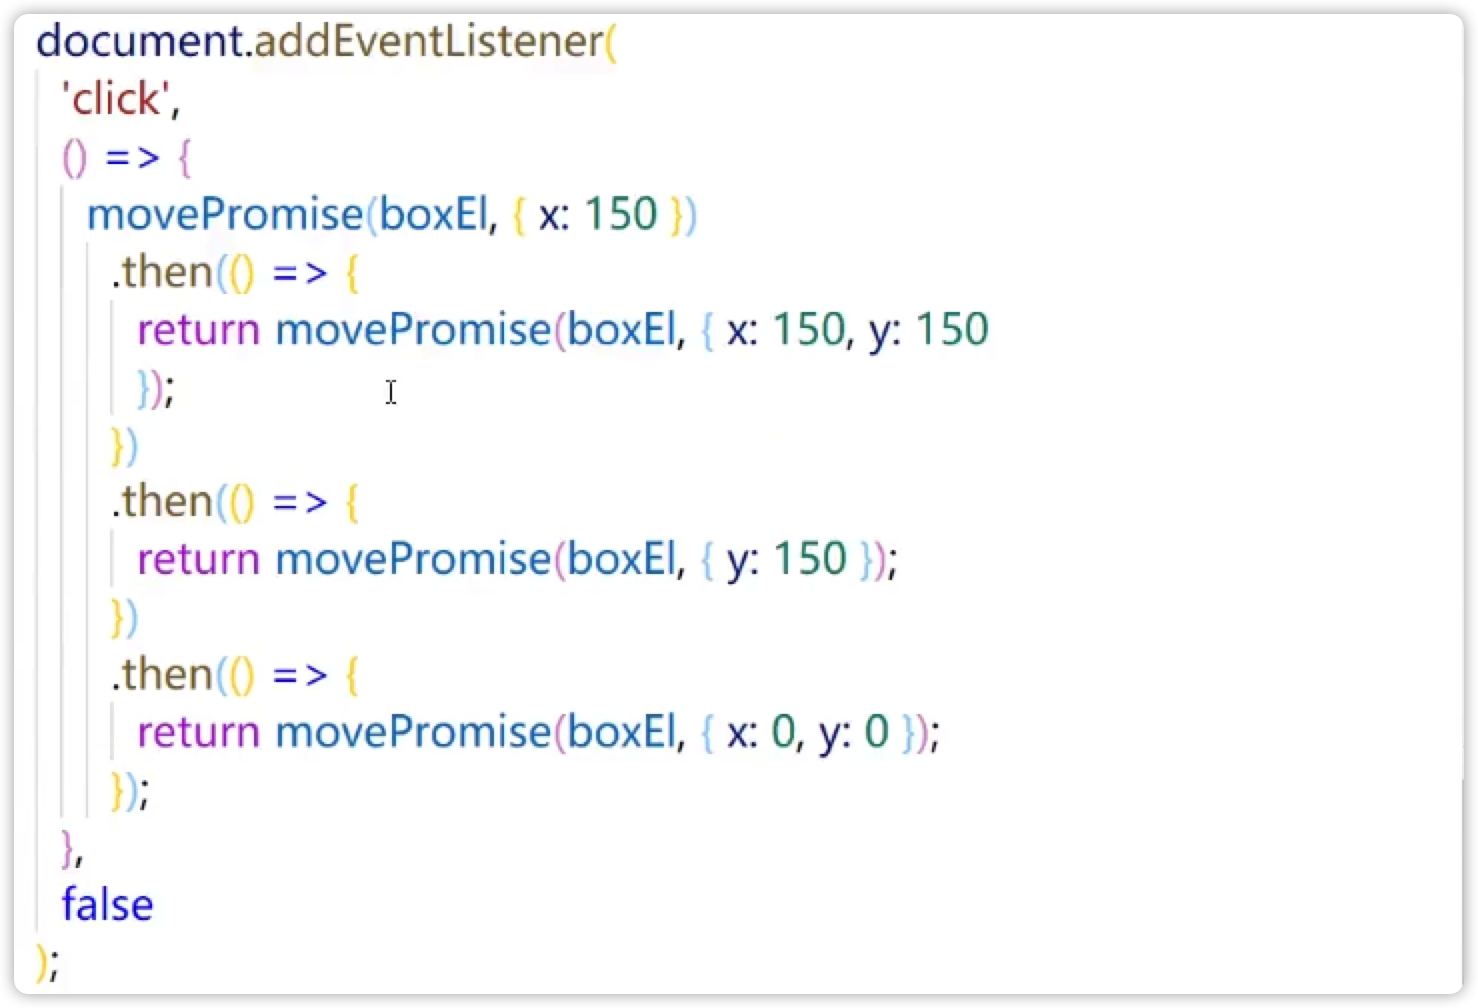 document.addEventListener(
'click',
() => {
movePromise(boxEl, { x: 150 })
.then(() => {
return movePromise(boxEl, { x: 150, y: 150
});
})
.then(() => {
return movePromise(boxEl, { y: 150 });
})
.then(() => {
return movePromise(boxEl, { x: 0, y: 0 });
});
},
false
);